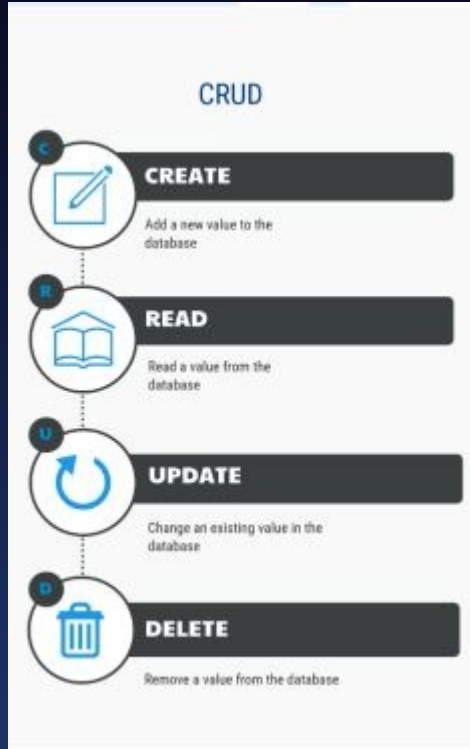 CRUD
C
CREATE
Add a new value to the
database
R
READ
Read a value from the
database
U
UPDATE
Change an existing value in the
database
D
DELETE
Remove a value from the database